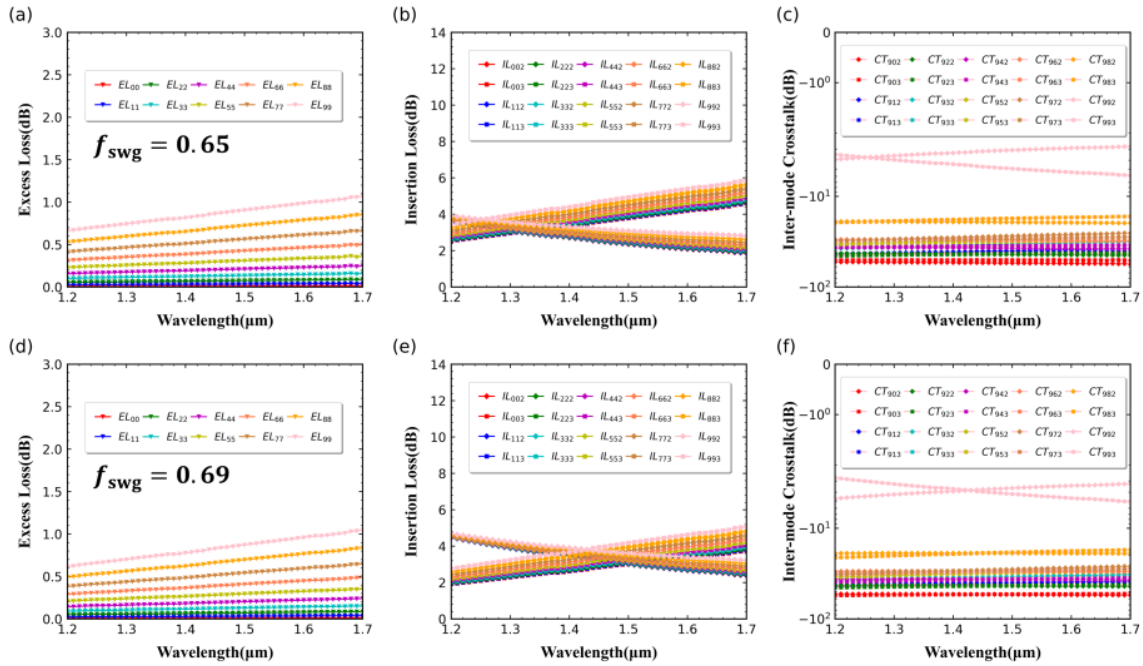 (a)
3.0
2.5
2.0
1.5
1.0
0.5
0.0
Excess Loss(dB)
EL00 EL22 EL44 EL66 EL88
EL11 EL33 EL55 EL77 EL99
fswg = 0.65
1.2 1.3 1.4 1.5 1.6 1.7
Wavelength(μm)
(b)
14
12
10
8
6
4
2
0
Insertion Loss(dB)
IL002 IL222 IL442 IL662 IL882
IL003 IL223 IL443 IL663 IL883
IL112 IL332 IL552 IL772 IL992
IL113 IL333 IL553 IL773 IL993
1.2 1.3 1.4 1.5 1.6 1.7
Wavelength(μm)
(c)
0
−10⁰
−10¹
−10²
Inter-mode Crosstalk(dB)
CT902 CT922 CT942 CT962 CT982
CT903 CT923 CT943 CT963 CT983
CT912 CT932 CT952 CT972 CT992
CT913 CT933 CT953 CT973 CT993
1.2 1.3 1.4 1.5 1.6 1.7
Wavelength(μm)
(d)
3.0
2.5
2.0
1.5
1.0
0.5
0.0
Excess Loss(dB)
EL00 EL22 EL44 EL66 EL88
EL11 EL33 EL55 EL77 EL99
fswg = 0.69
1.2 1.3 1.4 1.5 1.6 1.7
Wavelength(μm)
(e)
14
12
10
8
6
4
2
0
Insertion Loss(dB)
IL002 IL222 IL442 IL662 IL882
IL003 IL223 IL443 IL663 IL883
IL112 IL332 IL552 IL772 IL992
IL113 IL333 IL553 IL773 IL993
1.2 1.3 1.4 1.5 1.6 1.7
Wavelength(μm)
(f)
0
−10⁰
−10¹
−10²
Inter-mode Crosstalk(dB)
CT902 CT922 CT942 CT962 CT982
CT903 CT923 CT943 CT963 CT983
CT912 CT932 CT952 CT972 CT992
CT913 CT933 CT953 CT973 CT993
1.2 1.3 1.4 1.5 1.6 1.7
Wavelength(μm)